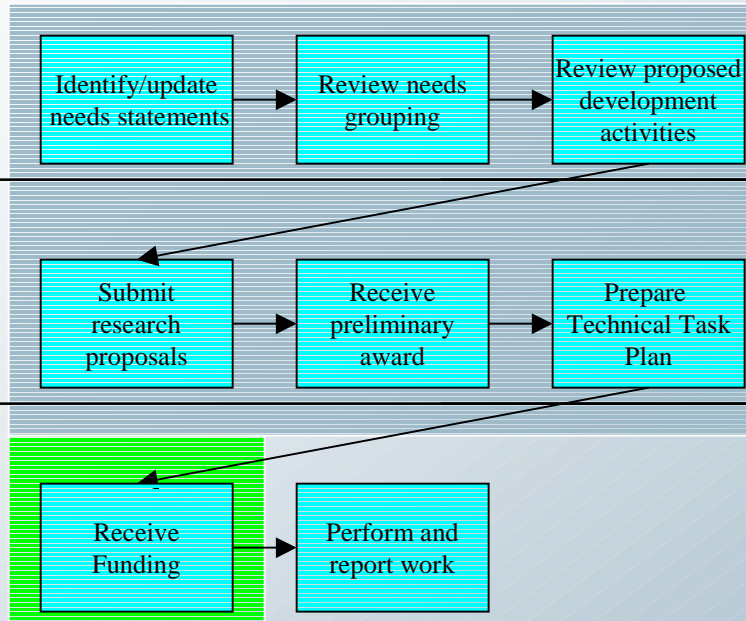 Identify/update
needs statements
Review needs
grouping
Review proposed
development
activities
Submit
research
proposals
Receive
preliminary
award
Prepare
Technical Task
Plan
Receive
Funding
Perform and
report work